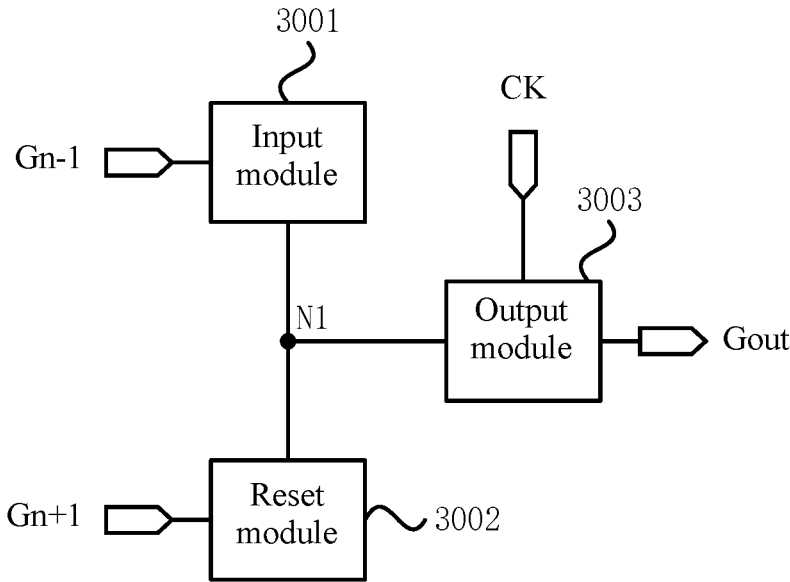 3001
CK
Gn-1
Input
module
3003
N1
Output
module
Gout
Gn+1
Reset
module
3002